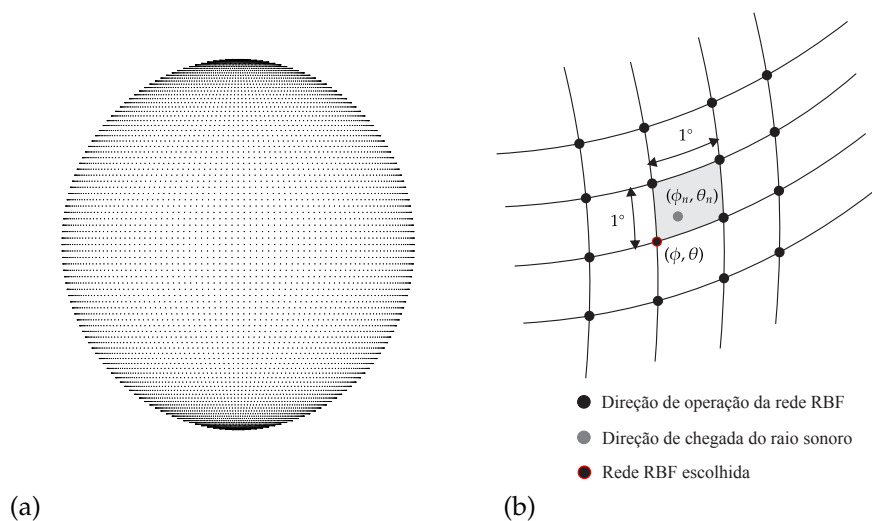 1°
(ϕₙ, θₙ)
1°
(ϕ, θ)
Direção de operação da rede RBF
Direção de chegada do raio sonoro
Rede RBF escolhida
(a)
(b)